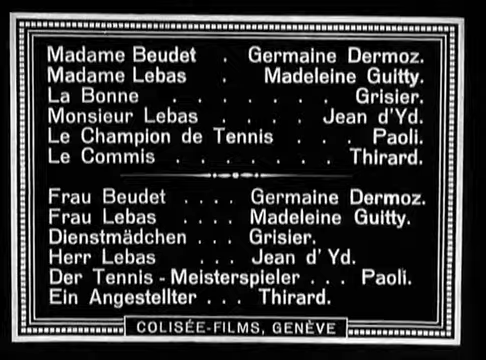 Madame Beudet . Germaine Dermoz.
Madame Lebas . Madeleine Guitty.
La Bonne . . . . . . . Grisier.
Monsieur Lebas . . . . Jean d'Yd.
Le Champion de Tennis . . . Paoli.
Le Commis . . . . . . . Thirard.
Frau Beudet . . . . Germaine Dermoz.
Frau Lebas . . . . Madeleine Guitty.
Dienstmädchen . . . Grisier.
Herr Lebas . . . Jean d'Yd.
Der Tennis - Meisterspieler . . . Paoli.
Ein Angestellter . . . Thirard.
COLISÉE-FILMS, GENÈVE